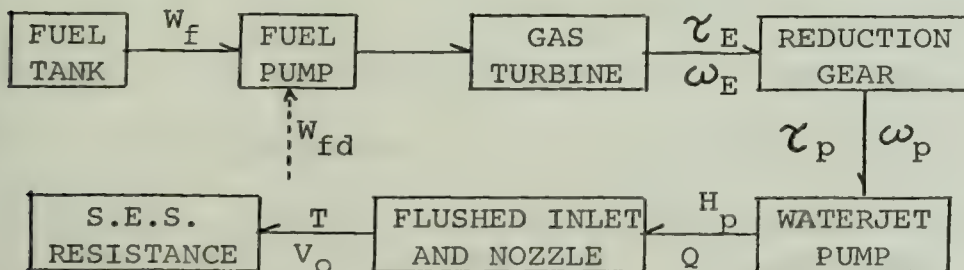 FUEL
TANK
W_f
FUEL
PUMP
GAS
TURBINE
τ_E
ω_E
REDUCTION
GEAR
W_fd
τ_p ω_p
S.E.S.
RESISTANCE
T
V_o
FLUSHED INLET
AND NOZZLE
H_p
Q
WATERJET
PUMP